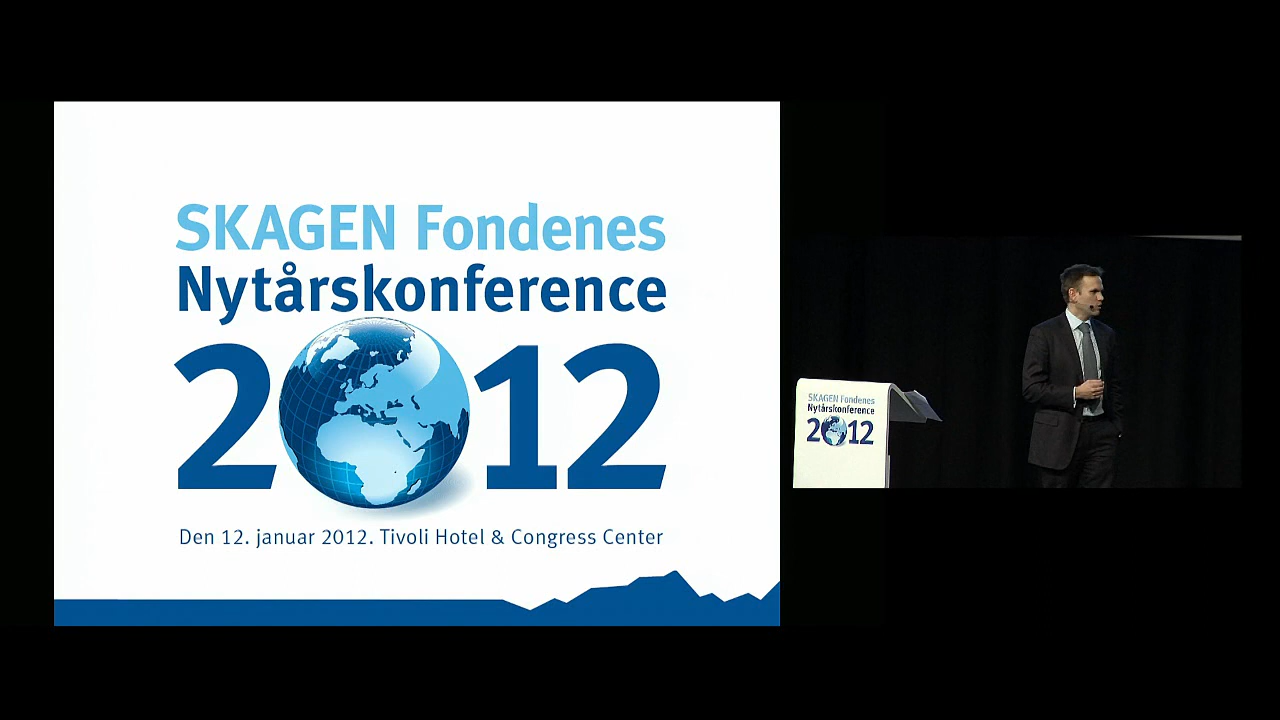 SKAGEN Fondenes
Nytårskonference
2012
Den 12. januar 2012. Tivoli Hotel & Congress Center
SKAGEN Fondenes
Nytårskonference
2012